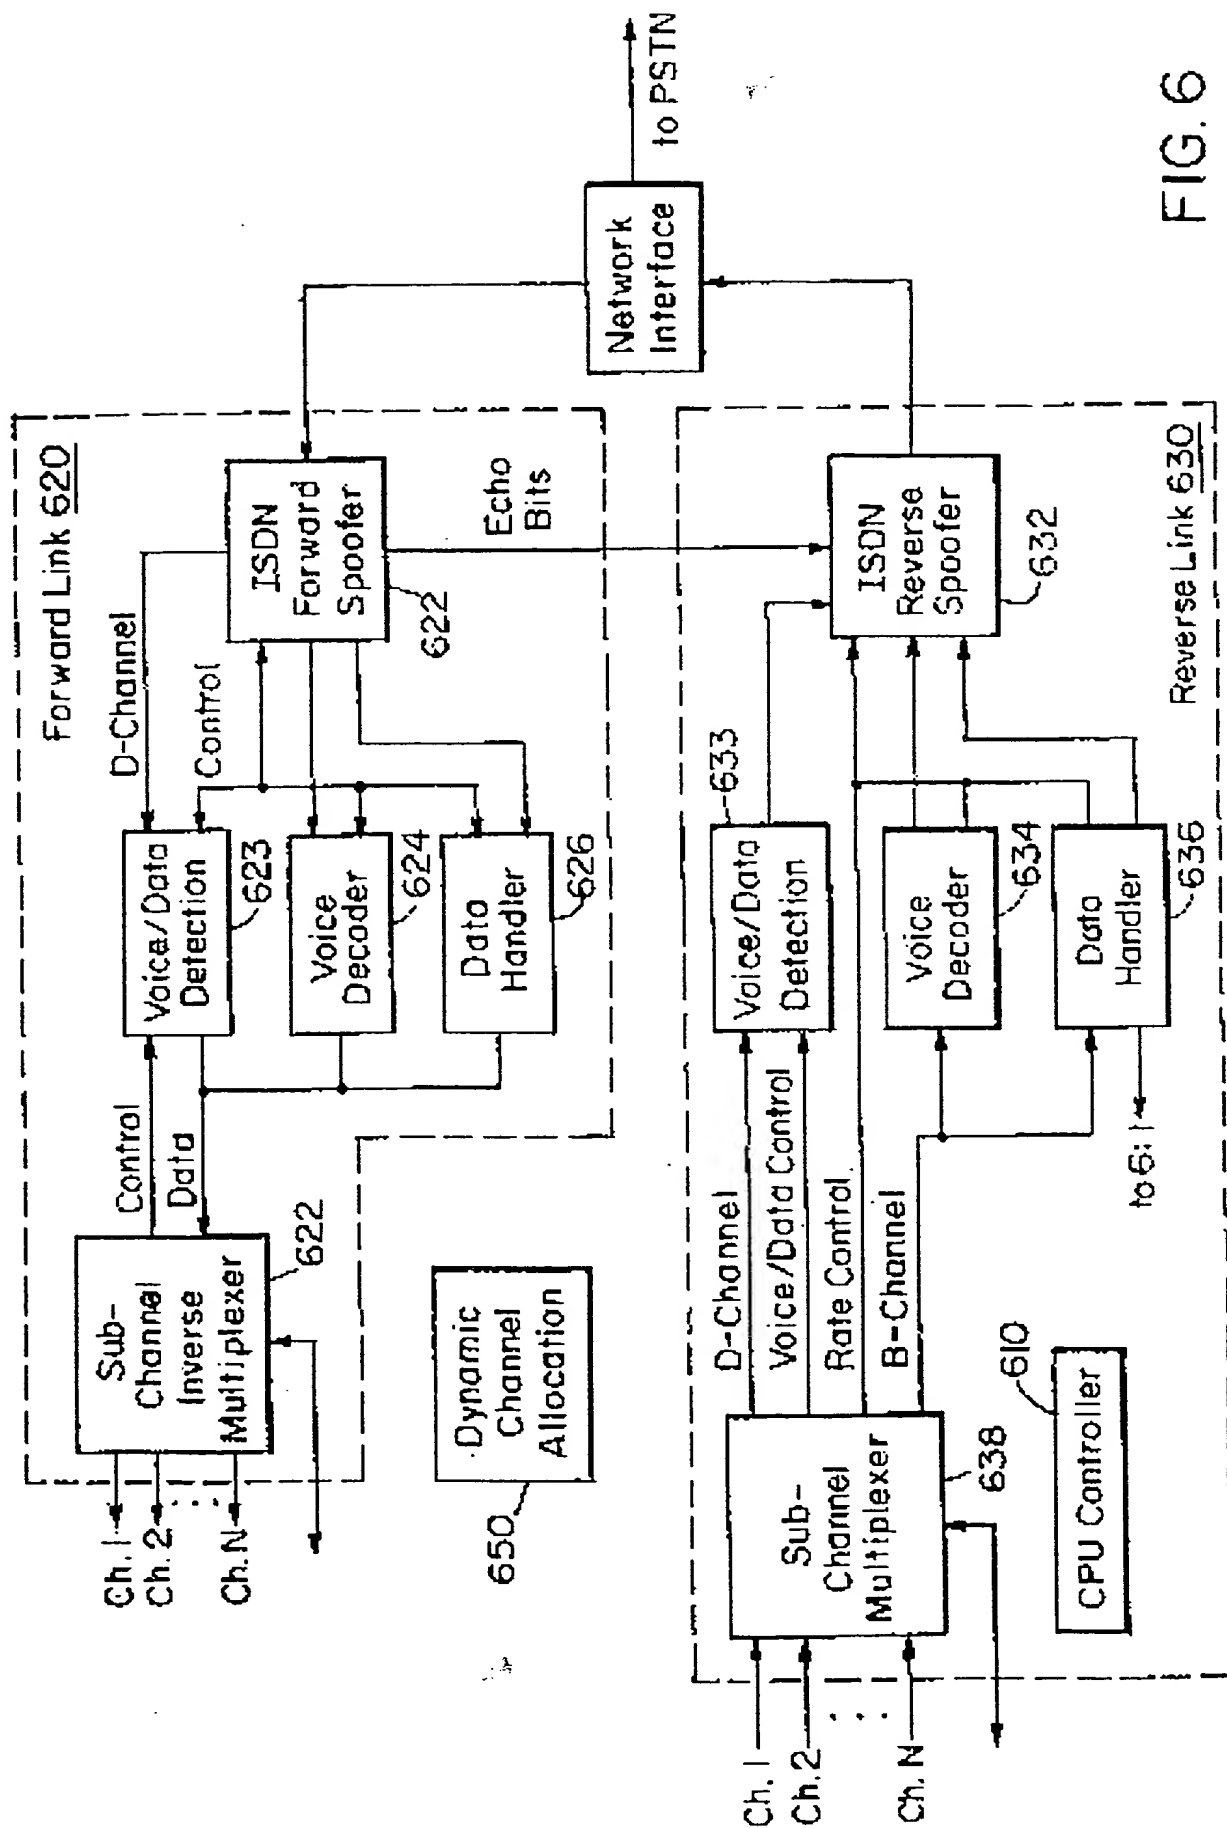 Forward Link 620
Ch. 1
Ch. 2
Ch. N
Sub-
Channel
Inverse
Multiplexer
622
Control
Data
Voice/Data
Detection
623
Voice
Decoder
624
Data
Handler
626
D-Channel
Control
ISDN
Forward
Spoofer
622
Echo
Bits
Network
Interface
to PSTN
Dynamic
Channel
Allocation
650
Reverse Link 630
Ch. 1
Ch. 2
Ch. N
Sub-
Channel
Multiplexer
638
D-Channel
Voice/Data Control
Rate Control
B-Channel
Voice/Data
Detection
633
Voice
Decoder
634
Data
Handler
636
to 6:1
ISDN
Reverse
Spoofer
632
CPU Controller
610
FIG. 6